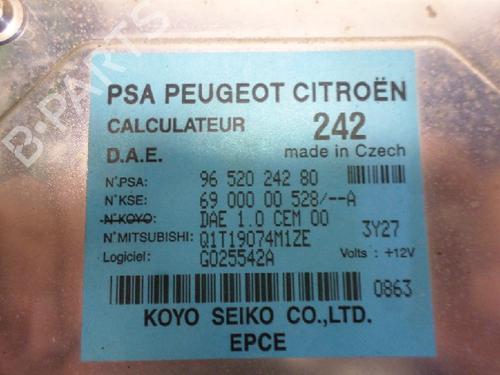 PSA PEUGEOT CITROËN
CALCULATEUR 242
D.A.E. made in Czech
N°PSA: 96 520 242 80
N°KSE: 69 000 00 528/--A
N°KOYO: DAE 1.0 CEM 00
N°MITSUBISHI: Q1T19074M1ZE 3Y27
Logiciel: G025542A Volts : +12V
0863
KOYO SEIKO CO.,LTD.
EPCE
B-PARTS